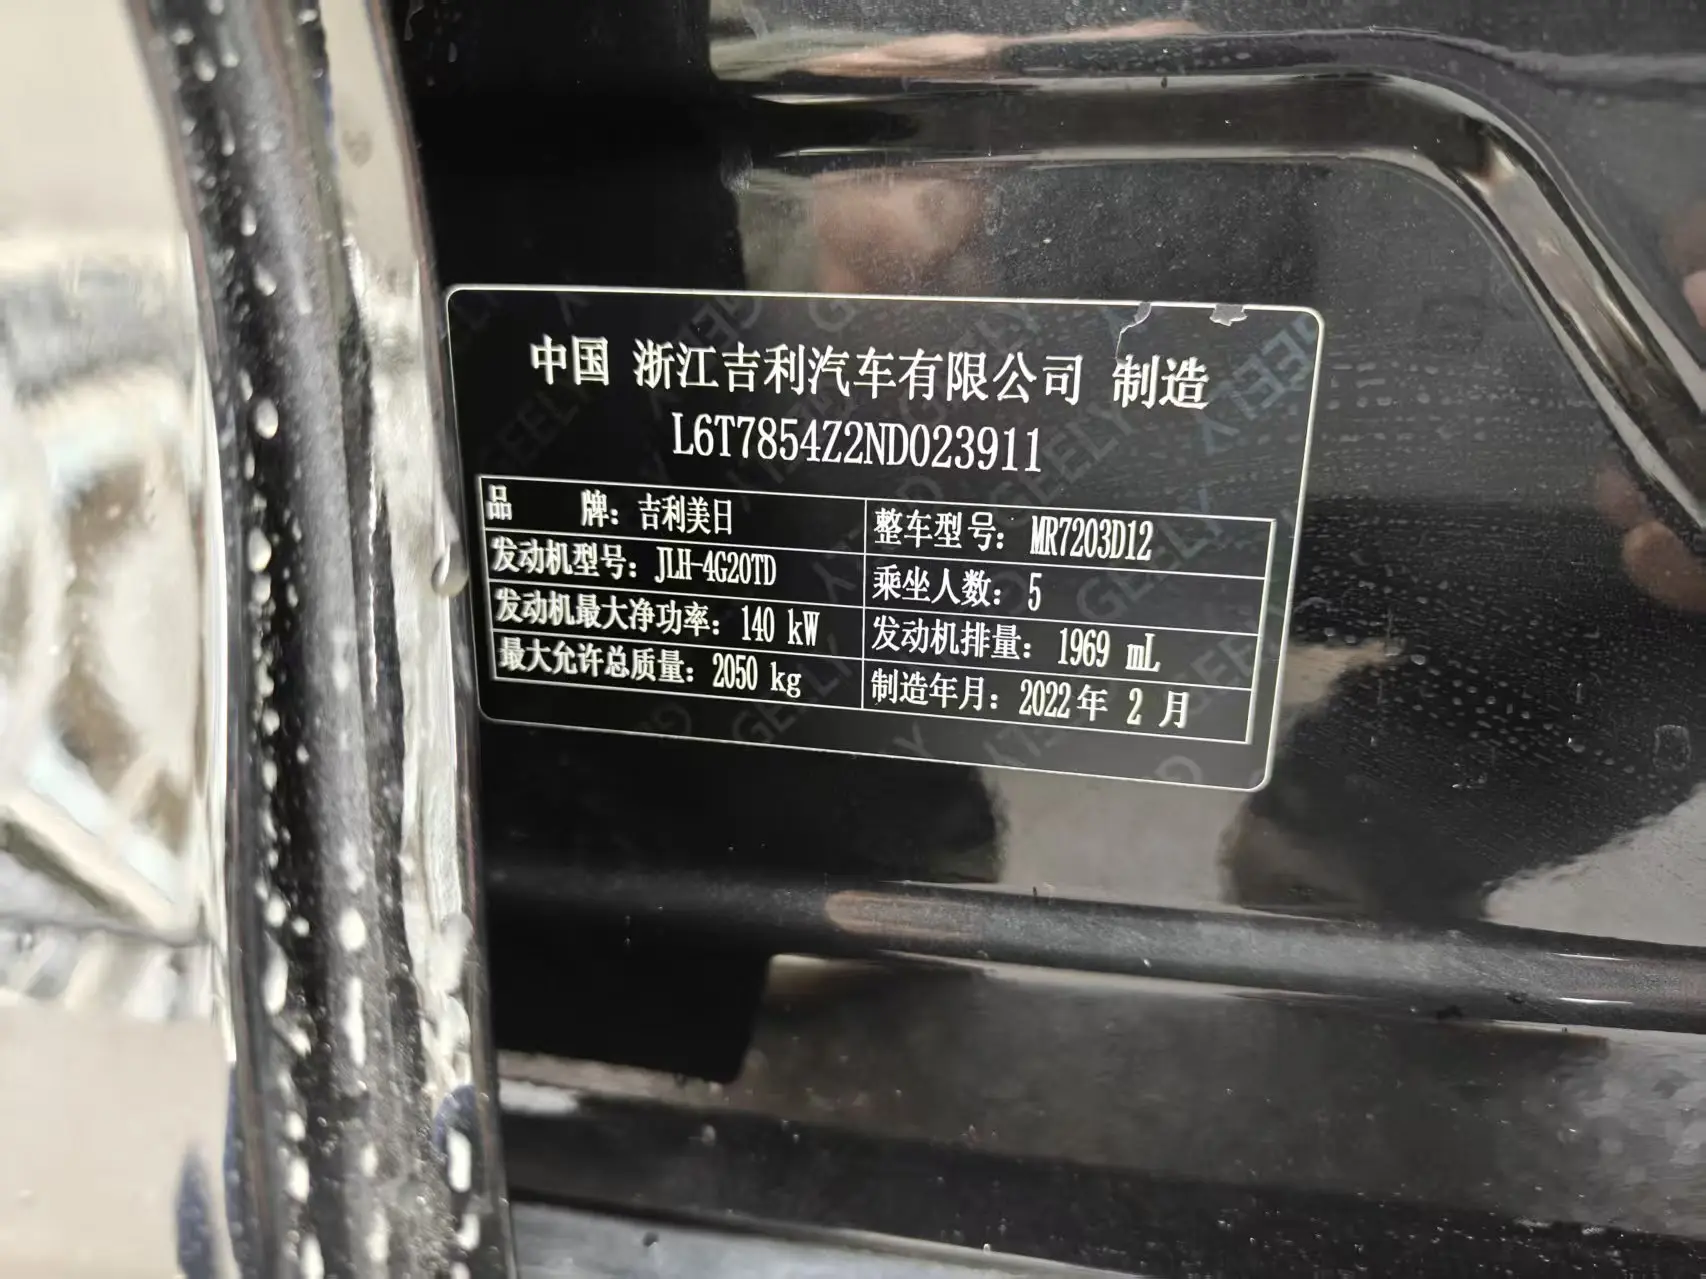 中国 浙江吉利汽车有限公司 制造
L6T7854Z2ND023911
品 牌：吉利美日 整车型号：MR7203D12
发动机型号：JLH-4G20TD 乘坐人数：5
发动机最大净功率：140 kW 发动机排量：1969 mL
最大允许总质量：2050 kg 制造年月：2022年 2 月
GEELY